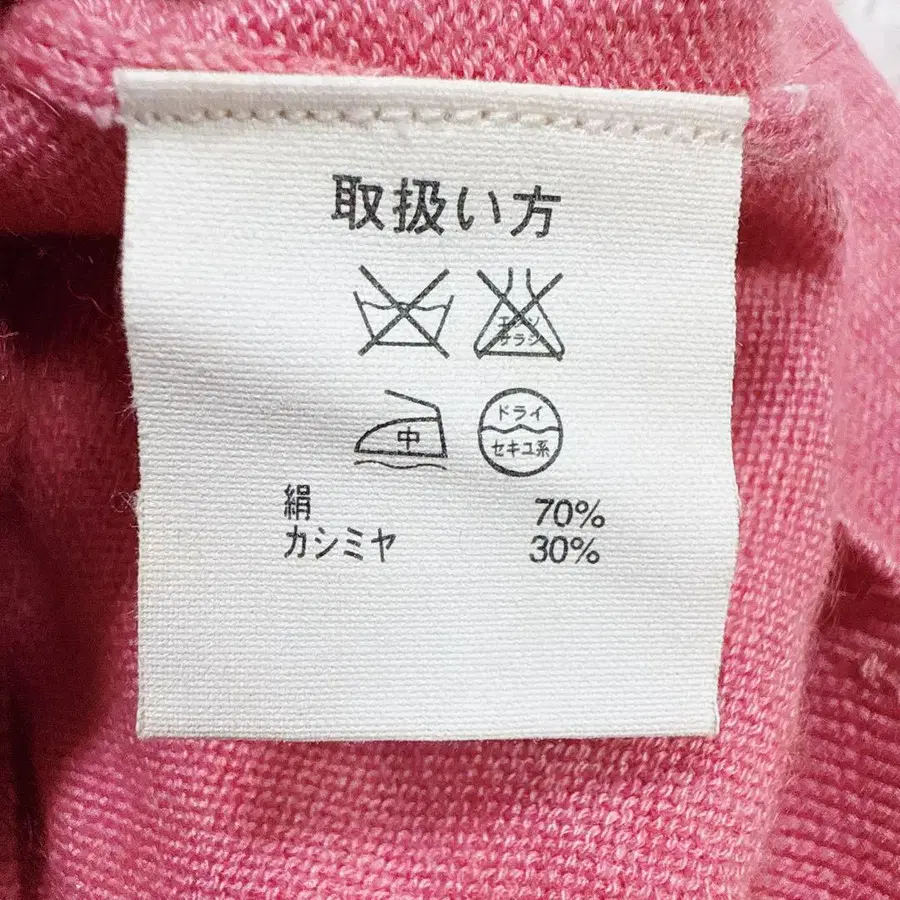 取扱い方
エンソ
サラシ
中
ドライ
セキユ系
絹 70%
カシミヤ 30%